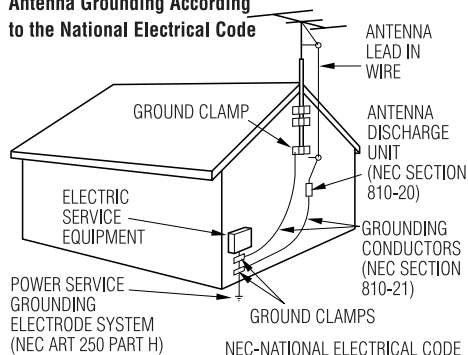 Antenna Grounding According
to the National Electrical Code
ANTENNA
LEAD IN
WIRE
GROUND CLAMP
ANTENNA
DISCHARGE
UNIT
(NEC SECTION
810-20)
ELECTRIC
SERVICE
EQUIPMENT
GROUNDING
CONDUCTORS
(NEC SECTION
810-21)
POWER SERVICE
GROUNDING
ELECTRODE SYSTEM
(NEC ART 250 PART H)
GROUND CLAMPS
NEC-NATIONAL ELECTRICAL CODE